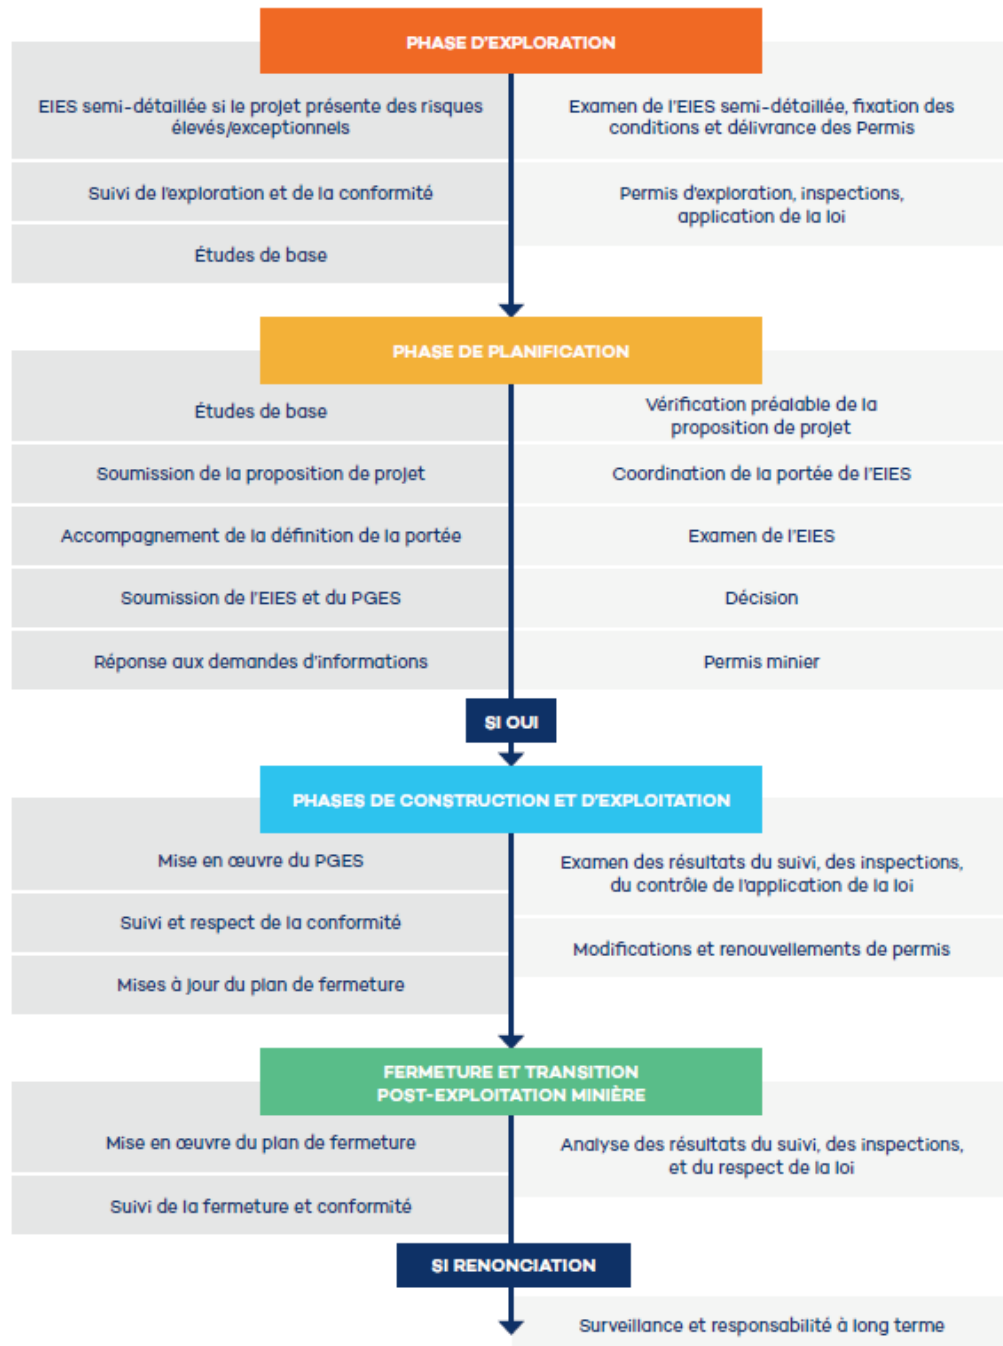 PHASE D'EXPLORATION
EIES semi-détaillée si le projet présente des risques
élevés/exceptionnels
Suivi de l'exploration et de la conformité
Études de base
Examen de l'EIES semi-détaillée, fixation des
conditions et délivrance des Permis
Permis d'exploration, inspections,
application de la loi
PHASE DE PLANIFICATION
Études de base
Soumission de la proposition de projet
Accompagnement de la définition de la portée
Soumission de l'EIES et du PGES
Réponse aux demandes d'informations
Vérification préalable de la
proposition de projet
Coordination de la portée de l'EIES
Examen de l'EIES
Décision
Permis minier
SI OUI
PHASES DE CONSTRUCTION ET D'EXPLOITATION
Mise en œuvre du PGES
Suivi et respect de la conformité
Mises à jour du plan de fermeture
Examen des résultats du suivi, des inspections,
du contrôle de l'application de la loi
Modifications et renouvellements de permis
FERMETURE ET TRANSITION
POST-EXPLOITATION MINIÈRE
Mise en œuvre du plan de fermeture
Suivi de la fermeture et conformité
Analyse des résultats du suivi, des inspections,
et du respect de la loi
SI RENONCIATION
Surveillance et responsabilité à long terme